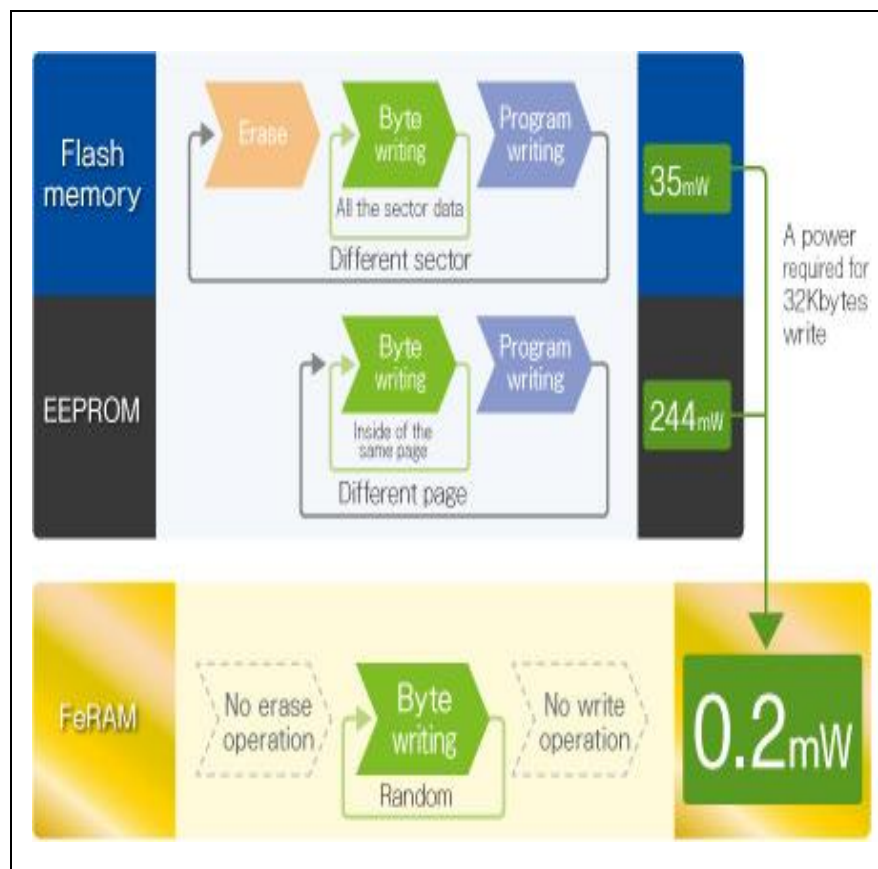 Flash
memory
Erase
Byte
writing
Program
writing
All the sector data
Different sector
35mW
A power
required for
32Kbytes
write
EEPROM
Byte
writing
Program
writing
Inside of the
same page
Different page
244mW
FeRAM
No erase
operation
Byte
writing
Random
No write
operation
0.2mW